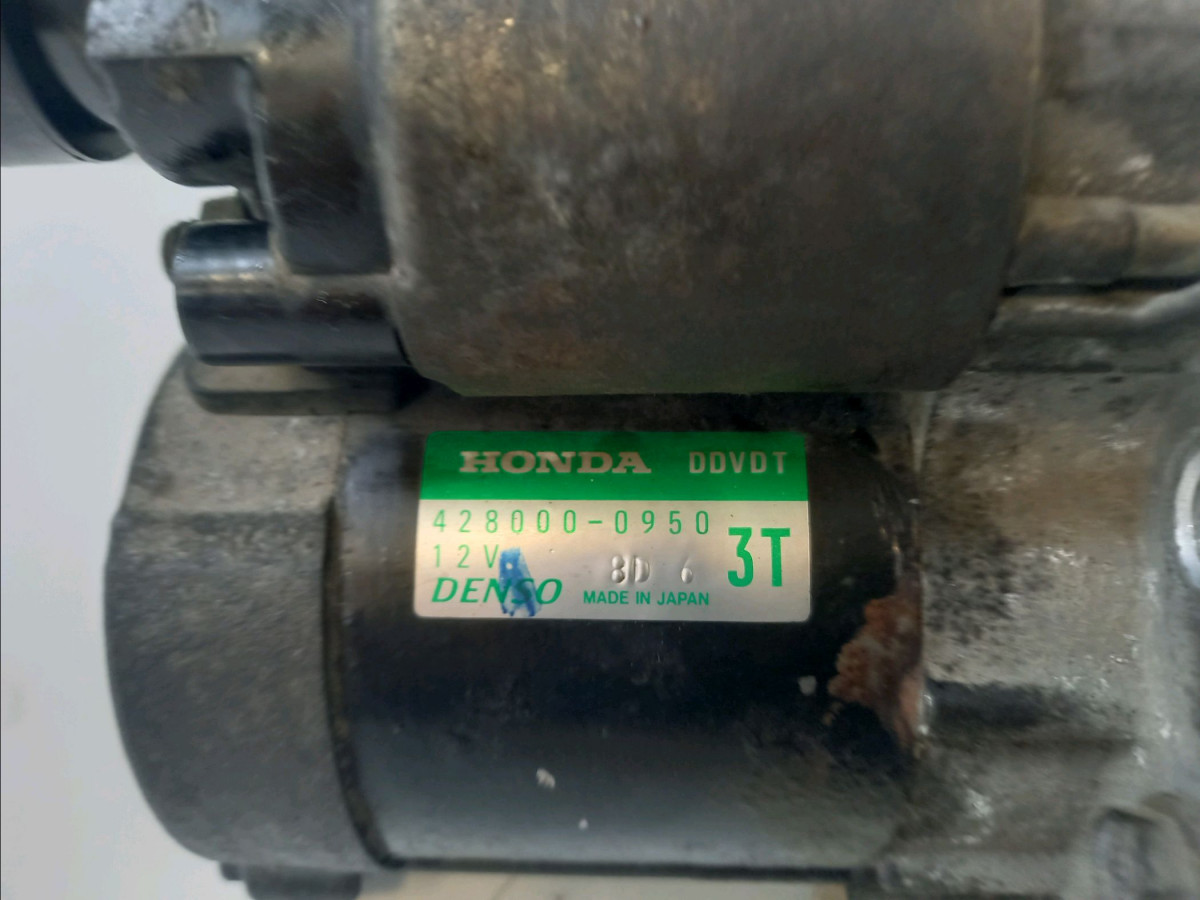 HONDA DDVDT
428000-0950
12V 8D 6 3T
DENSO MADE IN JAPAN